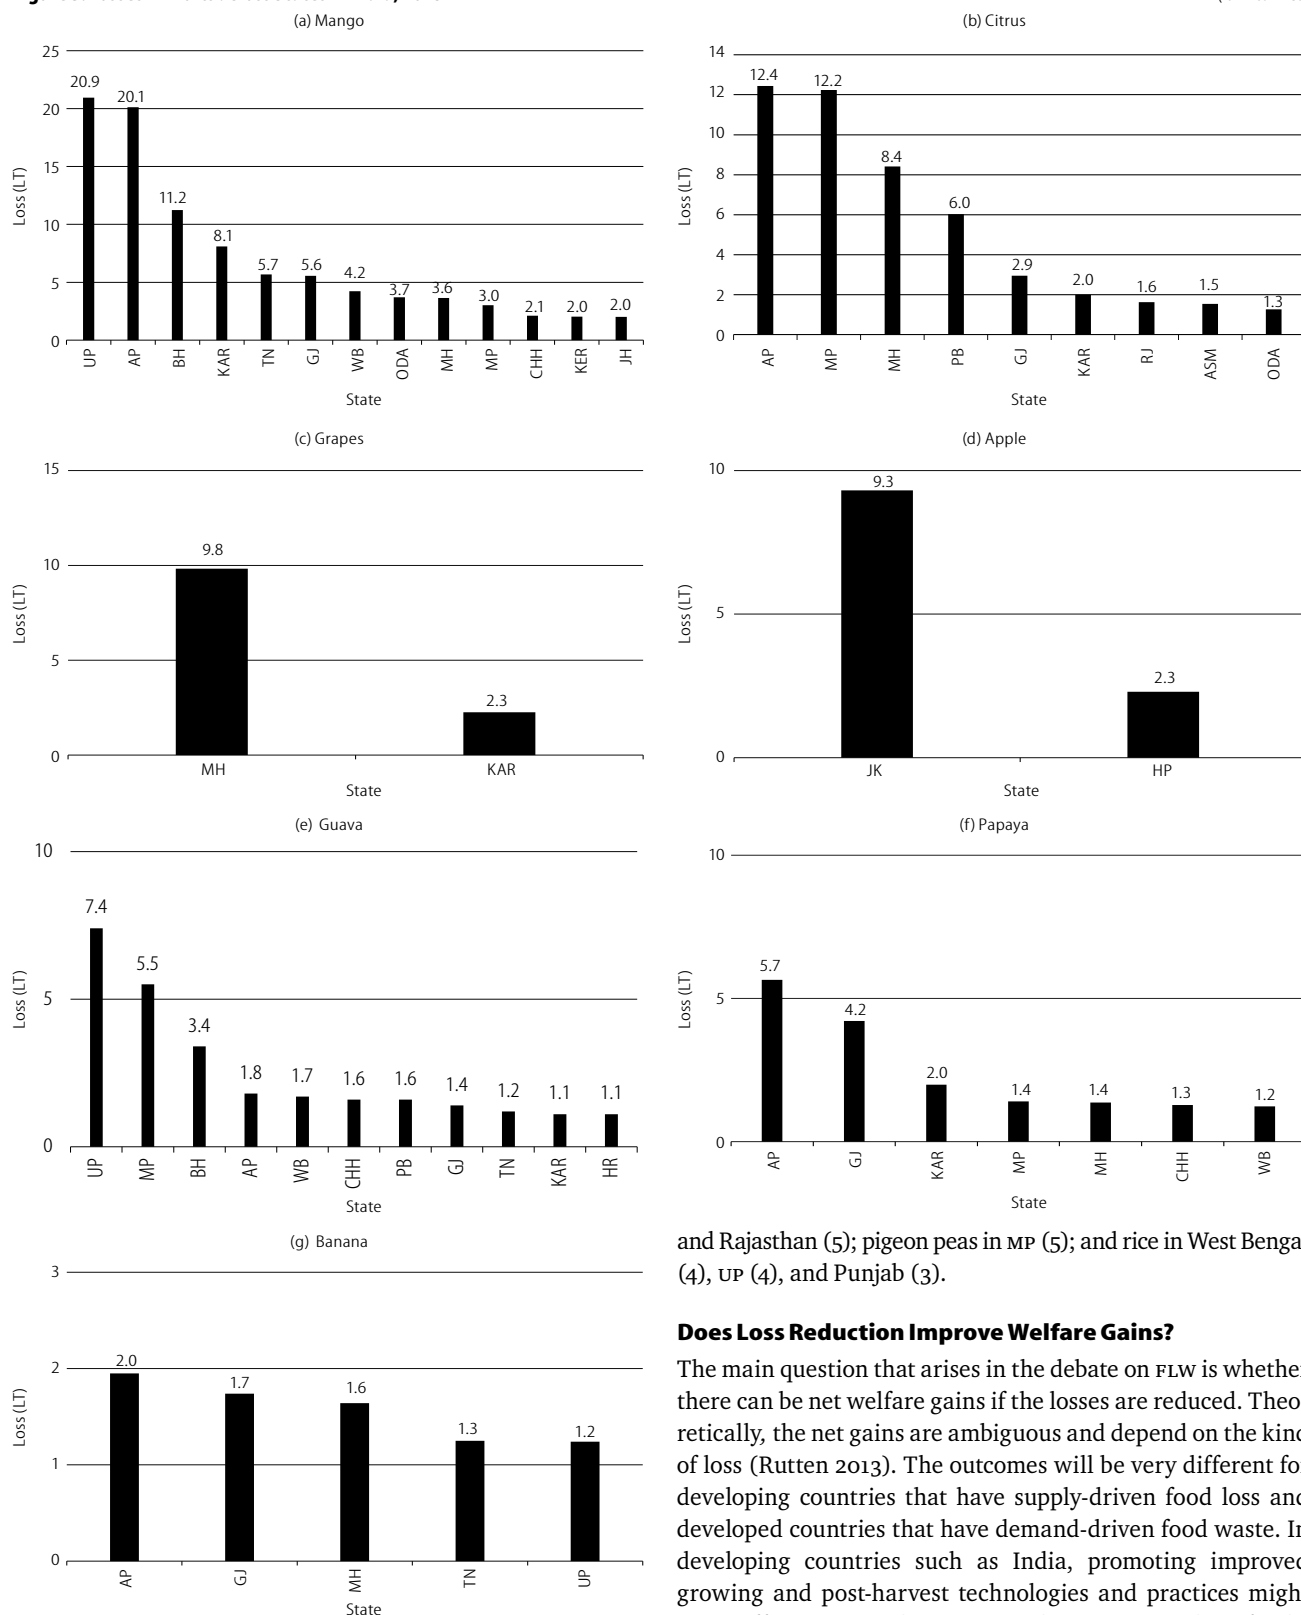 (a) Mango
25
20
15
10
5
0
Loss (LT)
20.9
20.1
11.2
8.1
5.7
5.6
4.2
3.7
3.6
3.0
2.1
2.0
2.0
UP AP BH KAR TN GJ WB ODA MH MP CHH KER JH
State
(b) Citrus
14
12
10
8
6
4
2
0
Loss (LT)
12.4
12.2
8.4
6.0
2.9
2.0
1.6
1.5
1.3
AP MP MH PB GJ KAR RJ ASM ODA
State
(c) Grapes
15
10
5
0
Loss (LT)
9.8
2.3
MH KAR
State
(d) Apple
10
5
0
Loss (LT)
9.3
2.3
JK HP
State
(e) Guava
10
5
0
Loss (LT)
7.4
5.5
3.4
1.8
1.7
1.6
1.6
1.4
1.2
1.1
1.1
UP MP BH AP WB CHH PB GJ TN KAR HR
State
(f) Papaya
10
5
0
Loss (LT)
5.7
4.2
2.0
1.4
1.4
1.3
1.2
AP GJ KAR MP MH CHH WB
State
(g) Banana
3
2
1
0
Loss (LT)
2.0
1.7
1.6
1.3
1.2
AP GJ MH TN UP
State
and Rajasthan (5); pigeon peas in MP (5); and rice in West Benga
(4), UP (4), and Punjab (3).
Does Loss Reduction Improve Welfare Gains?
The main question that arises in the debate on FLW is whether
there can be net welfare gains if the losses are reduced. Theo
retically, the net gains are ambiguous and depend on the kind
of loss (Rutten 2013). The outcomes will be very different for
developing countries that have supply-driven food loss and
developed countries that have demand-driven food waste. In
developing countries such as India, promoting improved
growing and post-harvest technologies and practices might